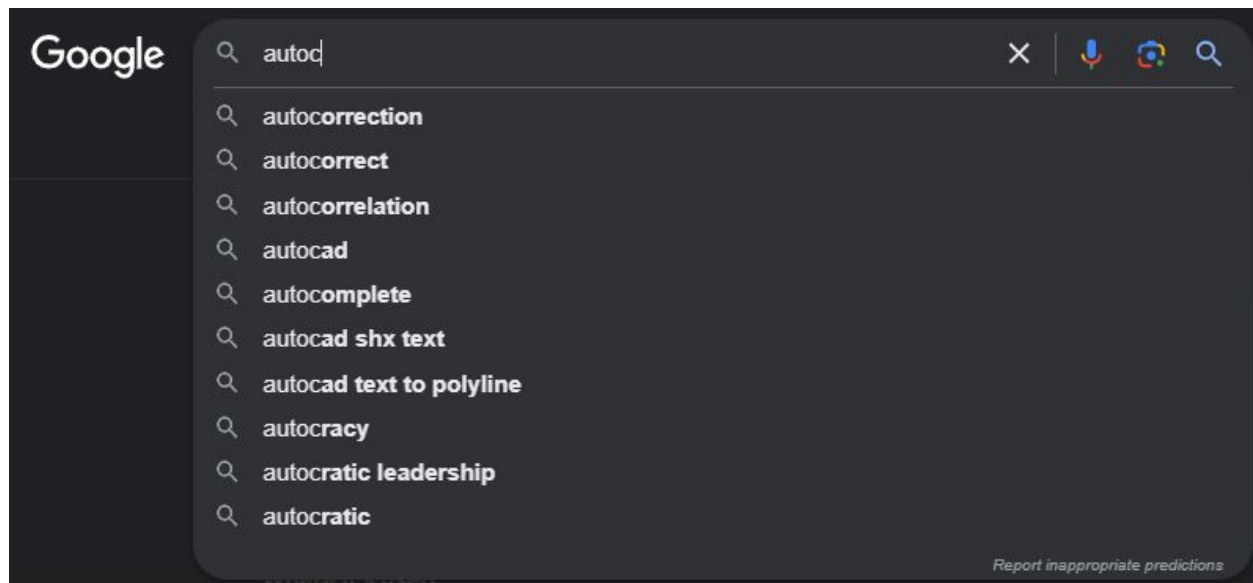 Google
autoc
autocorrection
autocorrect
autocorrelation
autocad
autocomplete
autocad shx text
autocad text to polyline
autocracy
autocratic leadership
autocratic
Report inappropriate predictions